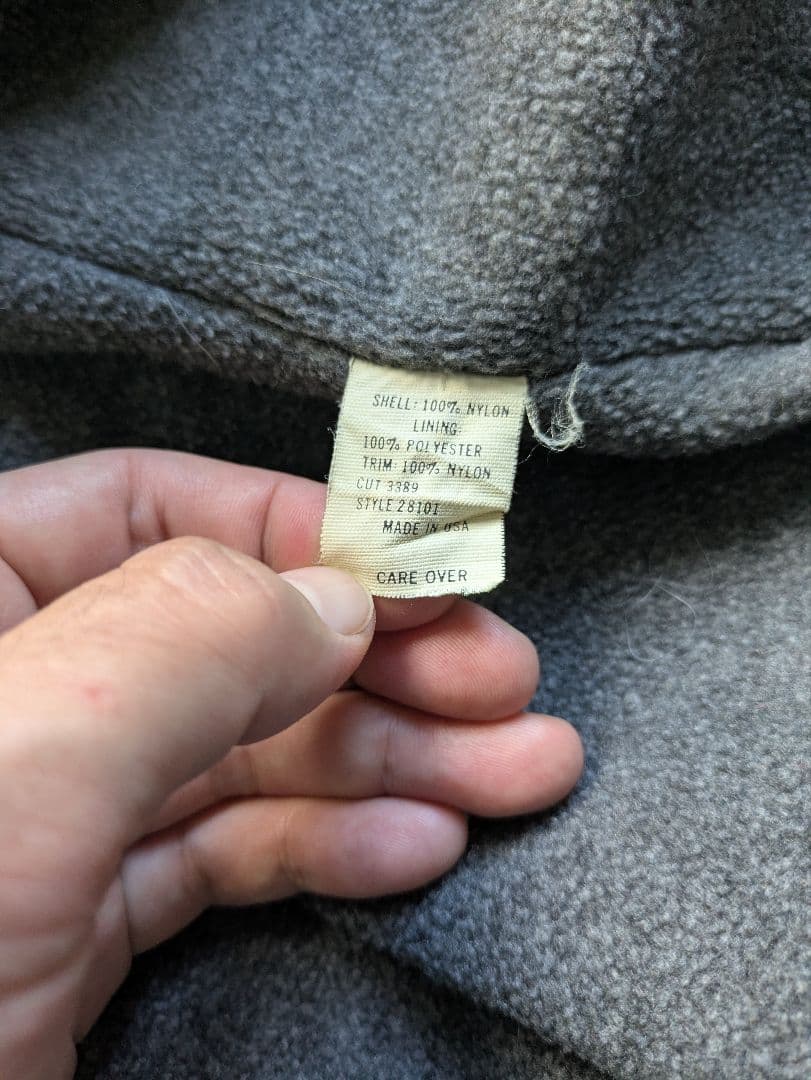 SHELL: 100% NYLON
LINING:
100% POLYESTER
TRIM: 100% NYLON
CUT 3389
STYLE 28101
MADE IN USA
CARE OVER